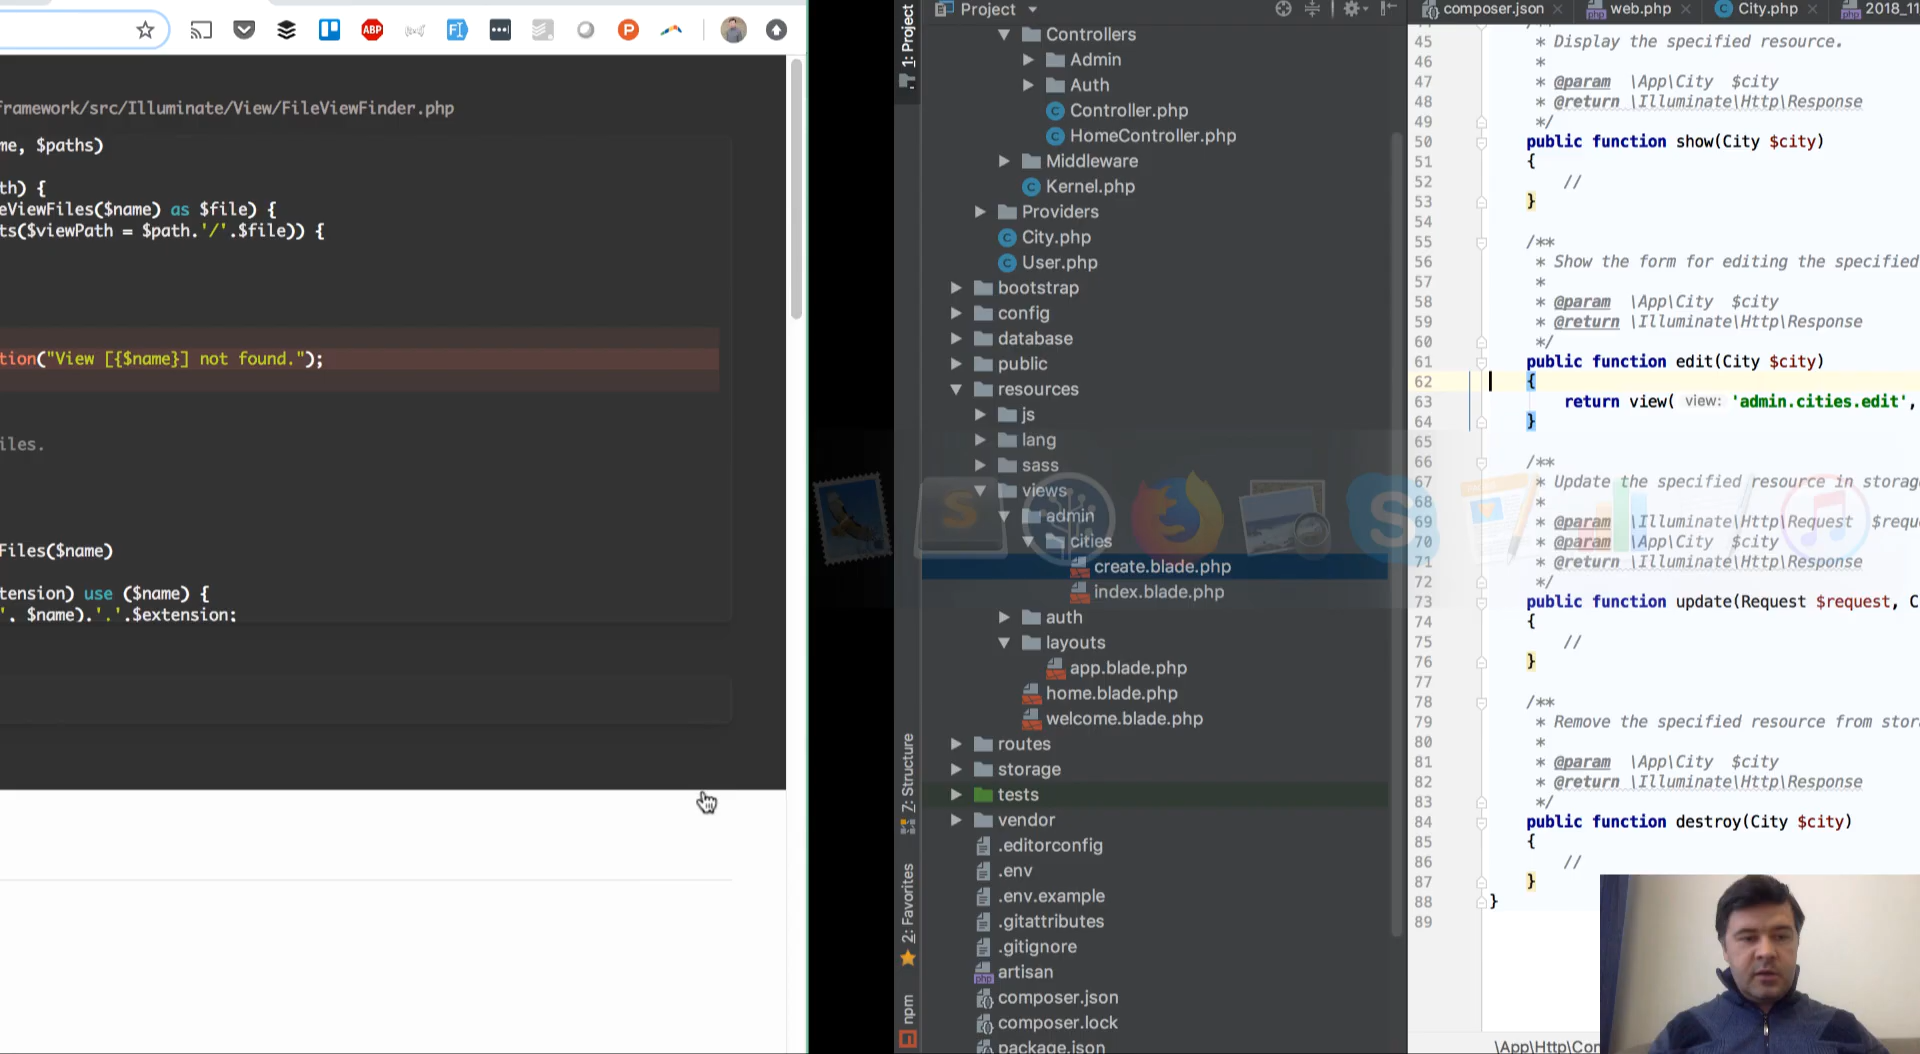 framework/src/Illuminate/View/FileViewFinder.php
me, $paths)
th) {
eViewFiles($name) as $file) {
ts($viewPath = $path.'/'.$file)) {
tion("View [{$name}] not found.");
iles.
Files($name)
tension) use ($name) {
', $name).'.'.$extension;
ABP
P
1: Project
7: Structure
2: Favorites
npm
Project
Controllers
Admin
Auth
Controller.php
HomeController.php
Middleware
Kernel.php
Providers
City.php
User.php
bootstrap
config
database
public
resources
js
lang
sass
views
admin
cities
create.blade.php
index.blade.php
auth
layouts
app.blade.php
home.blade.php
welcome.blade.php
routes
storage
tests
vendor
.editorconfig
.env
.env.example
.gitattributes
.gitignore
artisan
composer.json
composer.lock
package.json
composer.json
web.php
City.php
2018_11
45 * Display the specified resource.
46 *
47 * @param \App\City $city
48 * @return \Illuminate\Http\Response
49 */
50 public function show(City $city)
51 {
52 //
53 }
54
55 /**
56 * Show the form for editing the specified
57 *
58 * @param \App\City $city
59 * @return \Illuminate\Http\Response
60 */
61 public function edit(City $city)
62 {
63 return view( view: 'admin.cities.edit',
64 }
65
66 /**
67 * Update the specified resource in storag
68 *
69 * @param \Illuminate\Http\Request $reque
70 * @param \App\City $city
71 * @return \Illuminate\Http\Response
72 */
73 public function update(Request $request, C
74 {
75 //
76 }
77
78 /**
79 * Remove the specified resource from stor
80 *
81 * @param \App\City $city
82 * @return \Illuminate\Http\Response
83 */
84 public function destroy(City $city)
85 {
86 //
87 }
88 }
89
\App\Http\Con